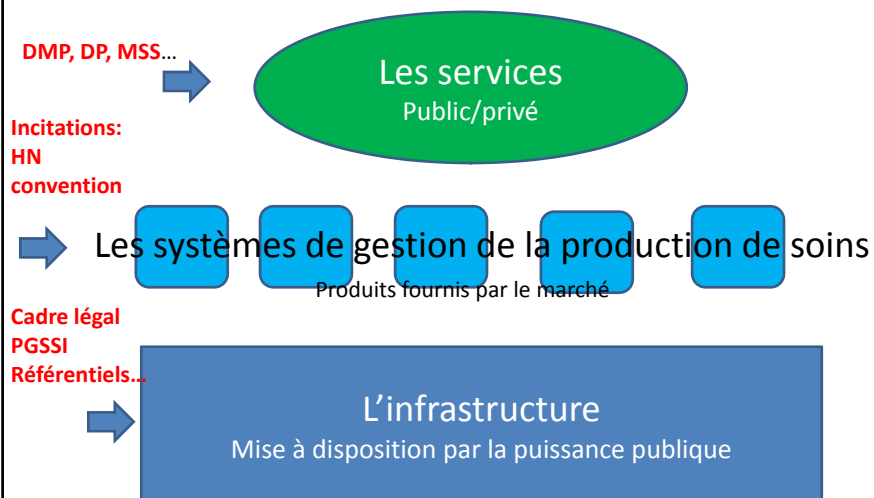 DMP, DP, MSS…
Les services
Public/privé
Incitations:
HN
convention
Les systèmes de gestion de la production de soins
Produits fournis par le marché
Cadre légal
PGSSI
Référentiels…
L’infrastructure
Mise à disposition par la puissance publique